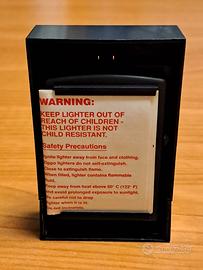 WARNING:
KEEP LIGHTER OUT OF
REACH OF CHILDREN -
THIS LIGHTER IS NOT
CHILD RESISTANT.
Safety Precautions
Ignite lighter away from face and clothing.
Zippo lighters do not self-extinguish.
Close to extinguish flame.
When filled, lighter contains flammable
fluid.
Keep away from heat above 50° C (122° F)
and avoid prolonged exposure to sunlight.
Be careful not to drop
lighter when it is lit.
subito